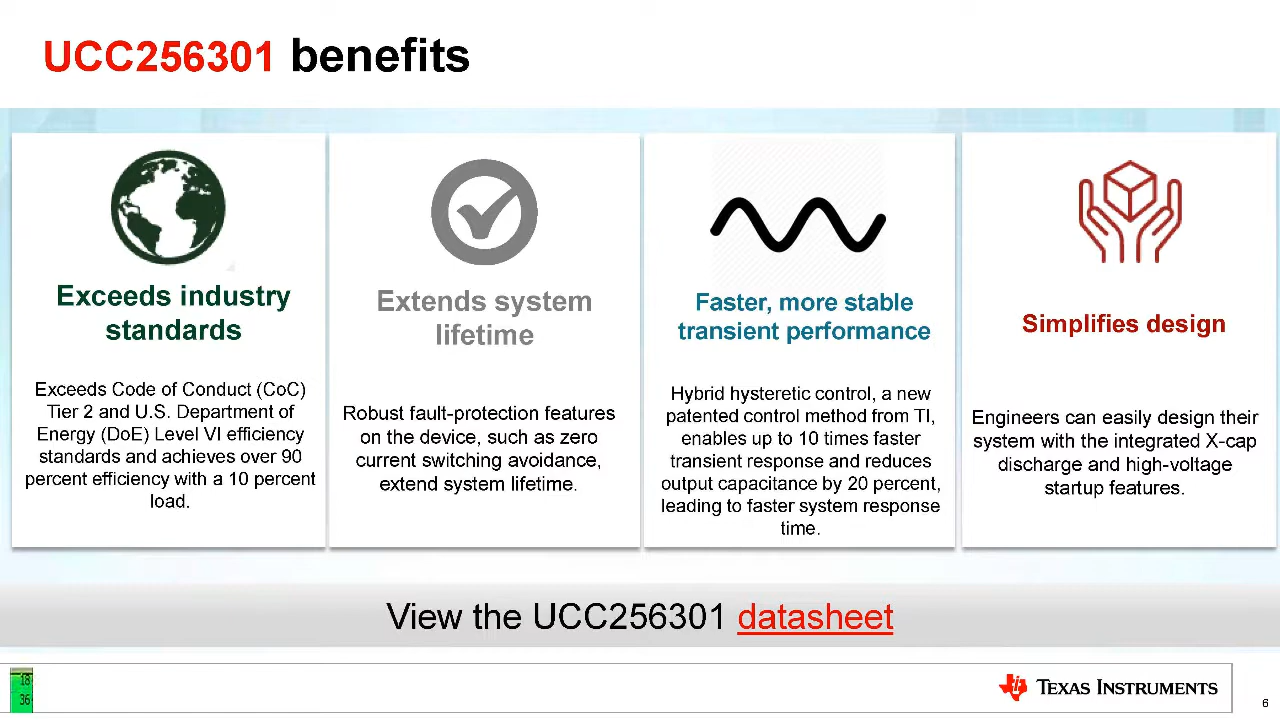 UCC256301 benefits
Exceeds industry
standards
Exceeds Code of Conduct (CoC)
Tier 2 and U.S. Department of
Energy (DoE) Level VI efficiency
standards and achieves over 90
percent efficiency with a 10 percent
load.
Extends system
lifetime
Robust fault-protection features
on the device, such as zero
current switching avoidance,
extend system lifetime.
Faster, more stable
transient performance
Hybrid hysteretic control, a new
patented control method from TI,
enables up to 10 times faster
transient response and reduces
output capacitance by 20 percent,
leading to faster system response
time.
Simplifies design
Engineers can easily design their
system with the integrated X-cap
discharge and high-voltage
startup features.
View the UCC256301 datasheet
18
36
TEXAS INSTRUMENTS
6